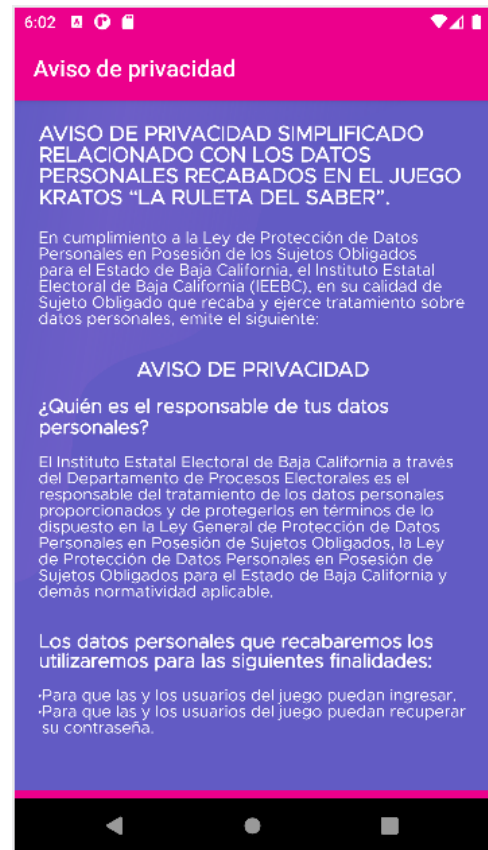 6:02
Aviso de privacidad
AVISO DE PRIVACIDAD SIMPLIFICADO
RELACIONADO CON LOS DATOS
PERSONALES RECABADOS EN EL JUEGO
KRATOS “LA RULETA DEL SABER”.
En cumplimiento a la Ley de Protección de Datos
Personales en Posesión de los Sujetos Obligados
para el Estado de Baja California, el Instituto Estatal
Electoral de Baja California (IEEBC), en su calidad de
Sujeto Obligado que recaba y ejerce tratamiento sobre
datos personales, emite el siguiente:
AVISO DE PRIVACIDAD
¿Quién es el responsable de tus datos
personales?
El Instituto Estatal Electoral de Baja California a través
del Departamento de Procesos Electorales es el
responsable del tratamiento de los datos personales
proporcionados y de protegerlos en términos de lo
dispuesto en la Ley General de Protección de Datos
Personales en Posesión de Sujetos Obligados, la Ley
de Protección de Datos Personales en Posesión de
Sujetos Obligados para el Estado de Baja California y
demás normatividad aplicable.
Los datos personales que recabaremos los
utilizaremos para las siguientes finalidades:
•Para que las y los usuarios del juego puedan ingresar.
•Para que las y los usuarios del juego puedan recuperar
su contraseña.